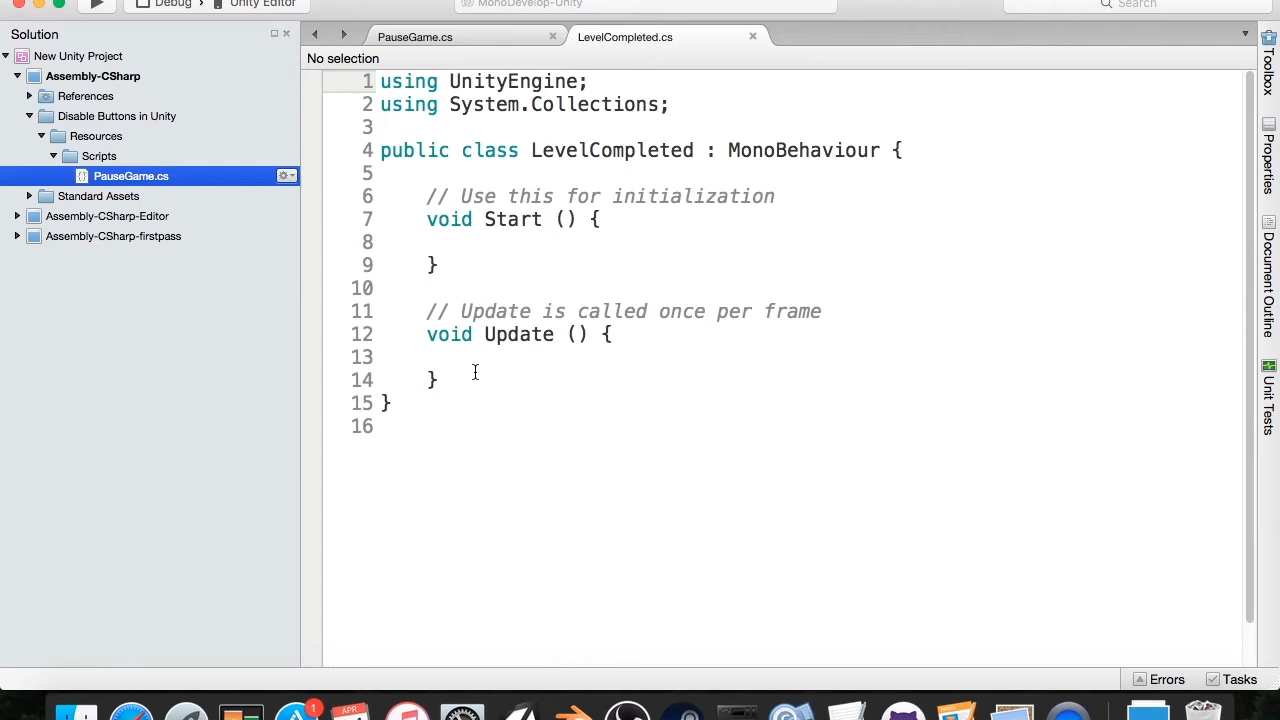 Debug
Unity Editor
MonoDevelop-Unity
Search
Solution
PauseGame.cs
LevelCompleted.cs
New Unity Project
No selection
Assembly-CSharp
References
Disable Buttons in Unity
Resources
Scripts
PauseGame.cs
Standard Assets
Assembly-CSharp-Editor
Assembly-CSharp-firstpass
1 using UnityEngine;
2 using System.Collections;
3
4 public class LevelCompleted : MonoBehaviour {
5
6 // Use this for initialization
7 void Start () {
8
9 }
10
11 // Update is called once per frame
12 void Update () {
13
14 }
15 }
16
Toolbox
Properties
Document Outline
Unit Tests
Errors
Tasks
1
APR